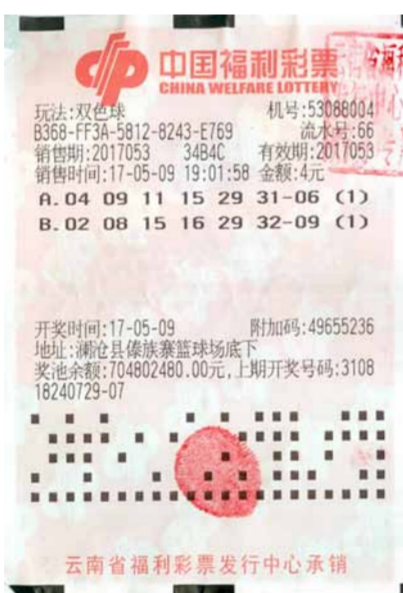 中国福利彩票
CHINA WELFARE LOTTERY
玩法:双色球 机号:53088004
B368-FF3A-5812-8243-E769 流水号:66
销售期:2017053 34B4C 有效期:2017053
销售时间:17-05-09 19:01:58 金额:4元
A.04 09 11 15 29 31-06 (1)
B.02 08 15 16 29 32-09 (1)
开奖时间:17-05-09 附加码:49655236
地址:澜沧县傣族寨篮球场底下
奖池余额:704802480.00元,上期开奖号码:3108
18240729-07
云南省福利彩票发行中心承销